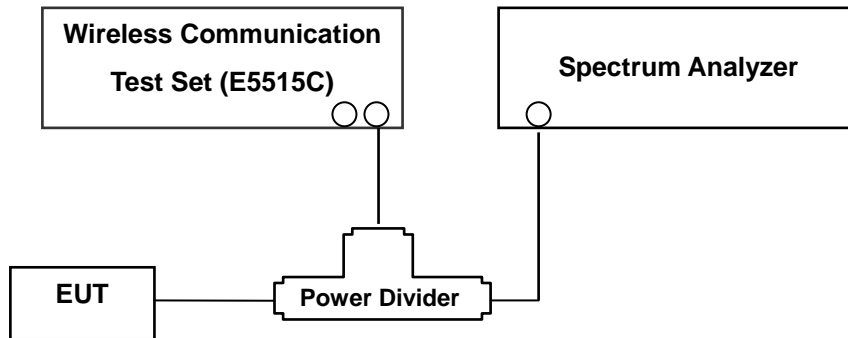 Wireless Communication
Test Set (E5515C)
Spectrum Analyzer
EUT
Power Divider